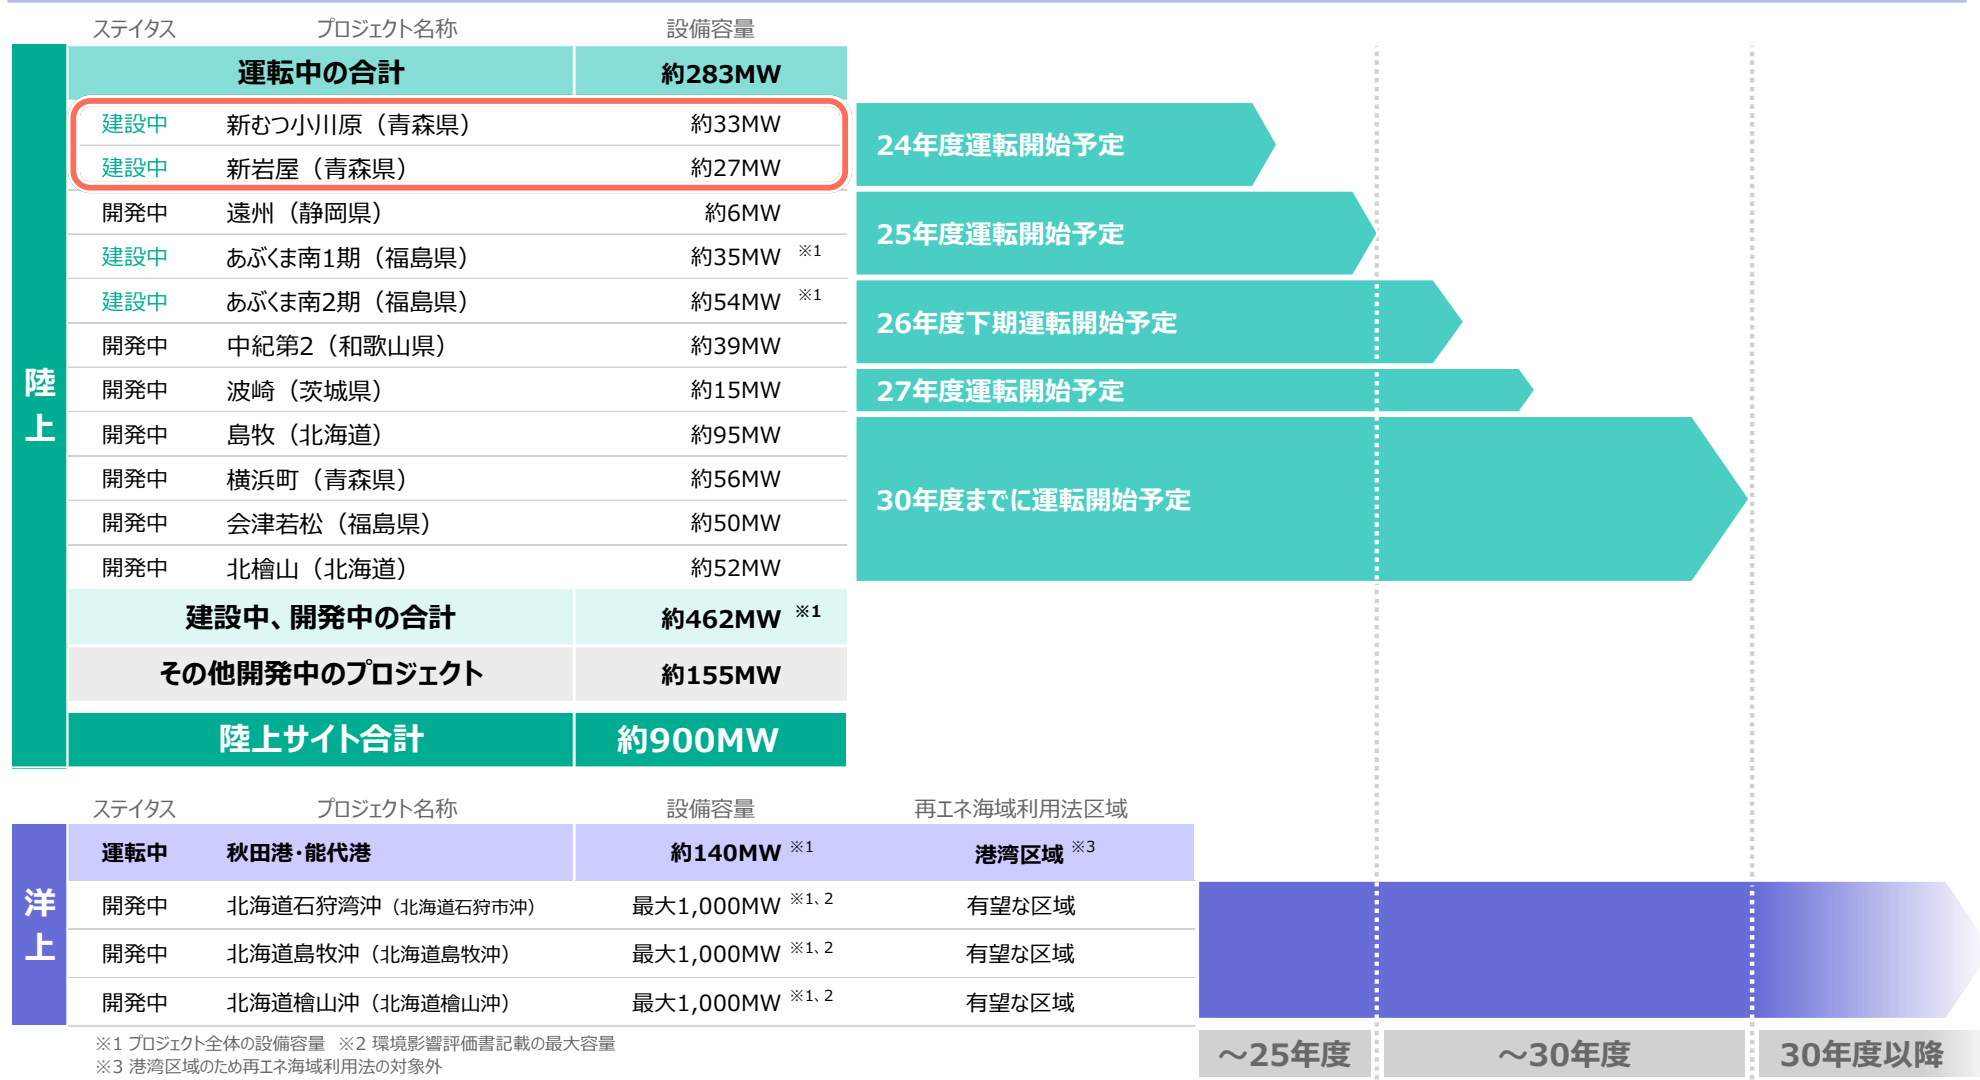 ステイタス プロジェクト名称 設備容量
陸上
運転中の合計 約283MW
建設中 新むつ小川原（青森県） 約33MW
建設中 新岩屋（青森県） 約27MW
24年度運転開始予定
開発中 遠州（静岡県） 約6MW
建設中 あぶくま南1期（福島県） 約35MW ※1
25年度運転開始予定
建設中 あぶくま南2期（福島県） 約54MW ※1
開発中 中紀第2（和歌山県） 約39MW
26年度下期運転開始予定
開発中 波崎（茨城県） 約15MW
27年度運転開始予定
開発中 島牧（北海道） 約95MW
開発中 横浜町（青森県） 約56MW
開発中 会津若松（福島県） 約50MW
開発中 北檜山（北海道） 約52MW
30年度までに運転開始予定
建設中、開発中の合計 約462MW ※1
その他開発中のプロジェクト 約155MW
陸上サイト合計 約900MW
ステイタス プロジェクト名称 設備容量 再エネ海域利用法区域
洋上
運転中 秋田港・能代港 約140MW ※1 港湾区域 ※3
開発中 北海道石狩湾沖（北海道石狩市沖） 最大1,000MW ※1、2 有望な区域
開発中 北海道島牧沖（北海道島牧沖） 最大1,000MW ※1、2 有望な区域
開発中 北海道檜山沖（北海道檜山沖） 最大1,000MW ※1、2 有望な区域
※1 プロジェクト全体の設備容量 ※2 環境影響評価書記載の最大容量
※3 港湾区域のため再エネ海域利用法の対象外
～25年度 ～30年度 30年度以降